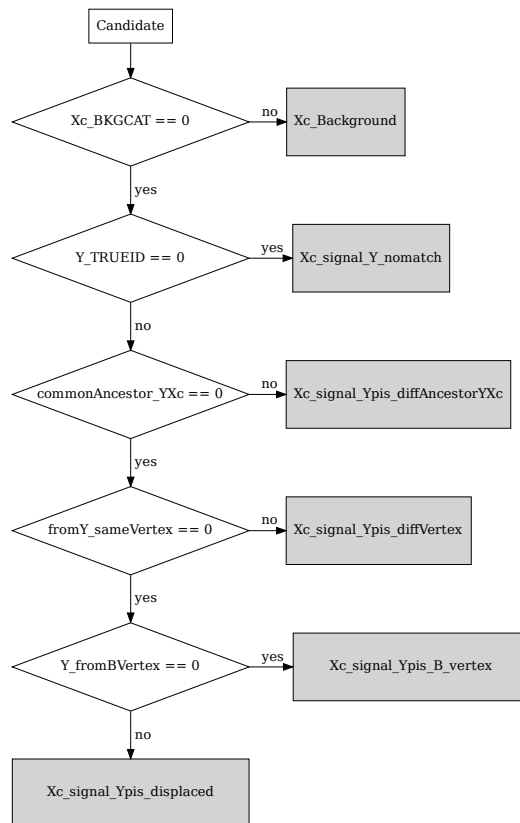 Candidate
Xc_BKGCAT == 0
no
Xc_Background
yes
Y_TRUEID == 0
yes
Xc_signal_Y_nomatch
no
commonAncestor_YXc == 0
no
Xc_signal_Ypis_diffAncestorYXc
yes
fromY_sameVertex == 0
no
Xc_signal_Ypis_diffVertex
yes
Y_fromBVertex == 0
yes
Xc_signal_Ypis_B_vertex
no
Xc_signal_Ypis_displaced